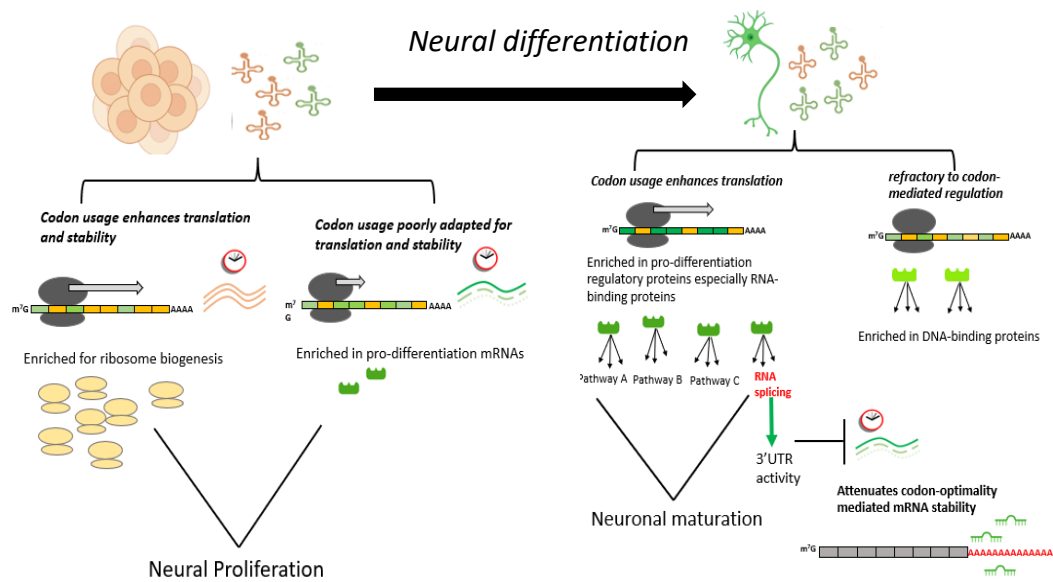 Neural differentiation
Codon usage enhances translation
and stability
m⁷G
AAAA
Enriched for ribosome biogenesis
Codon usage poorly adapted for
translation and stability
m⁷
G
AAAA
Enriched in pro-differentiation mRNAs
Neural Proliferation
Codon usage enhances translation
m⁷G
AAAA
Enriched in pro-differentiation
regulatory proteins especially RNA-
binding proteins
Pathway A
Pathway B
Pathway C
RNA
splicing
3'UTR
activity
Neuronal maturation
refractory to codon-
mediated regulation
m⁷G
AAAA
Enriched in DNA-binding proteins
Attenuates codon-optimality
mediated mRNA stability
m⁷G
AAAAAAAAAAAAAA